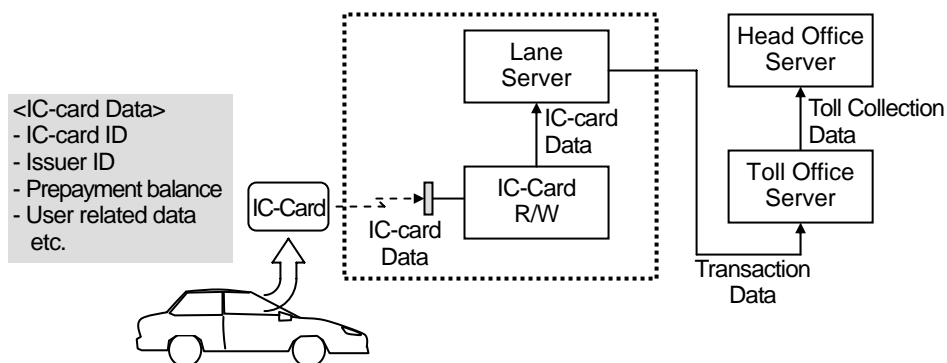 <IC-card Data>
- IC-card ID
- Issuer ID
- Prepayment balance
- User related data
etc.
IC-Card
IC-card
Data
Lane
Server
IC-card
Data
IC-Card
R/W
Head Office
Server
Toll Collection
Data
Toll Office
Server
Transaction
Data